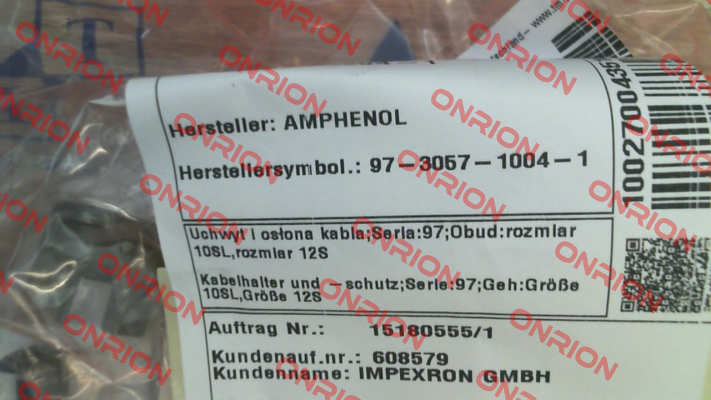 Hersteller: AMPHENOL
Herstellersymbol.: 97-3057-1004-1
Uchwyt i osłona kabla;Seria:97;Obud:rozmiar
10SL,rozmiar 12S
Kabelhalter und -schutz;Serie:97;Geh:Größe
10SL,Größe 12S
Auftrag Nr.: 15180555/1
Kundenauf.nr.: 608579
Kundenname: IMPEXRON GMBH
ONRION